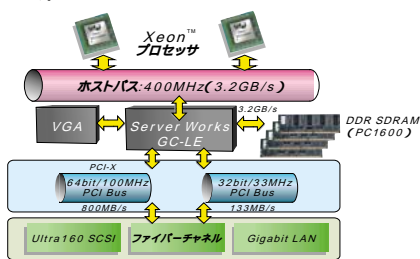 Xeon™
プロセッサ
ホストバス:400MHz(3.2GB/s)
3.2GB/s
VGA
Server Works
GC-LE
DDR SDRAM
(PC1600)
PCI-X
64bit/100MHz
PCI Bus
32bit/33MHz
PCI Bus
800MB/s
133MB/s
Ultra160 SCSI
ファイバーチャネル
Gigabit LAN